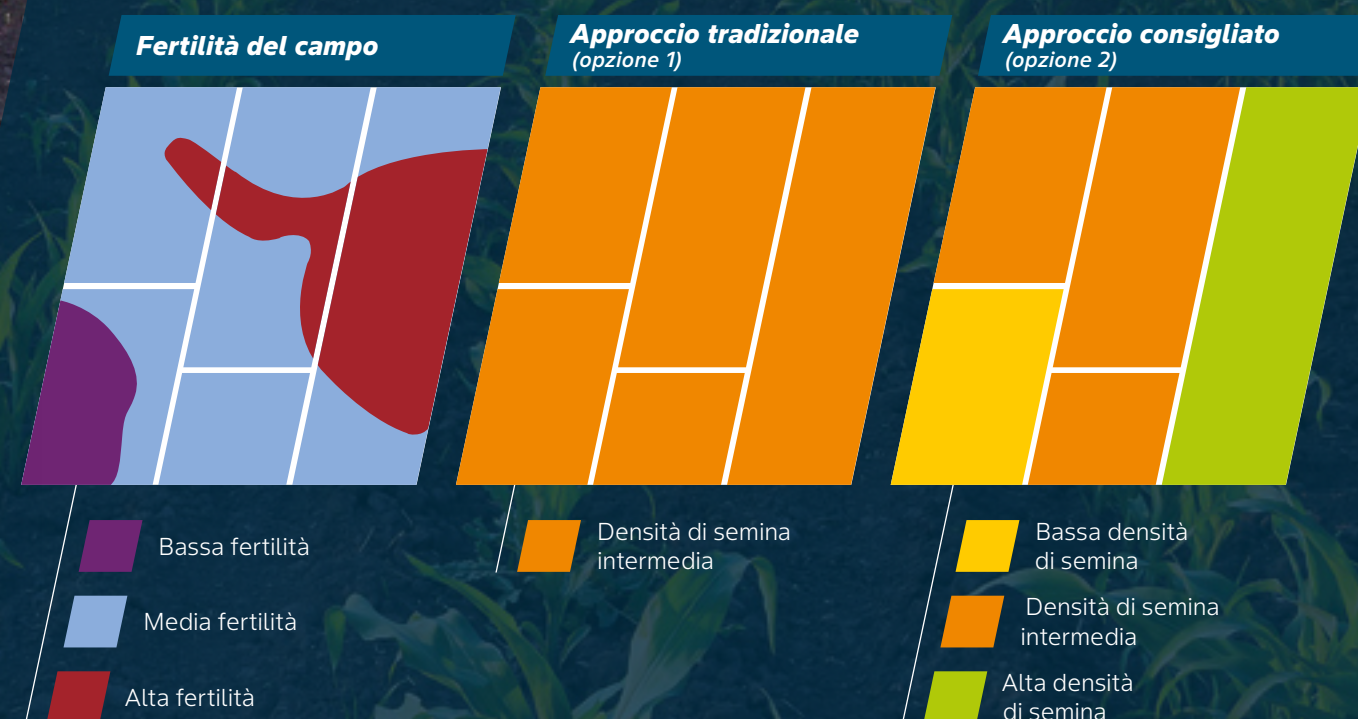 Fertilità del campo
Approccio tradizionale
(opzione 1)
Approccio consigliato
(opzione 2)
Bassa fertilità
Media fertilità
Alta fertilità
Densità di semina
intermedia
Bassa densità
di semina
Densità di semina
intermedia
Alta densità
di semina